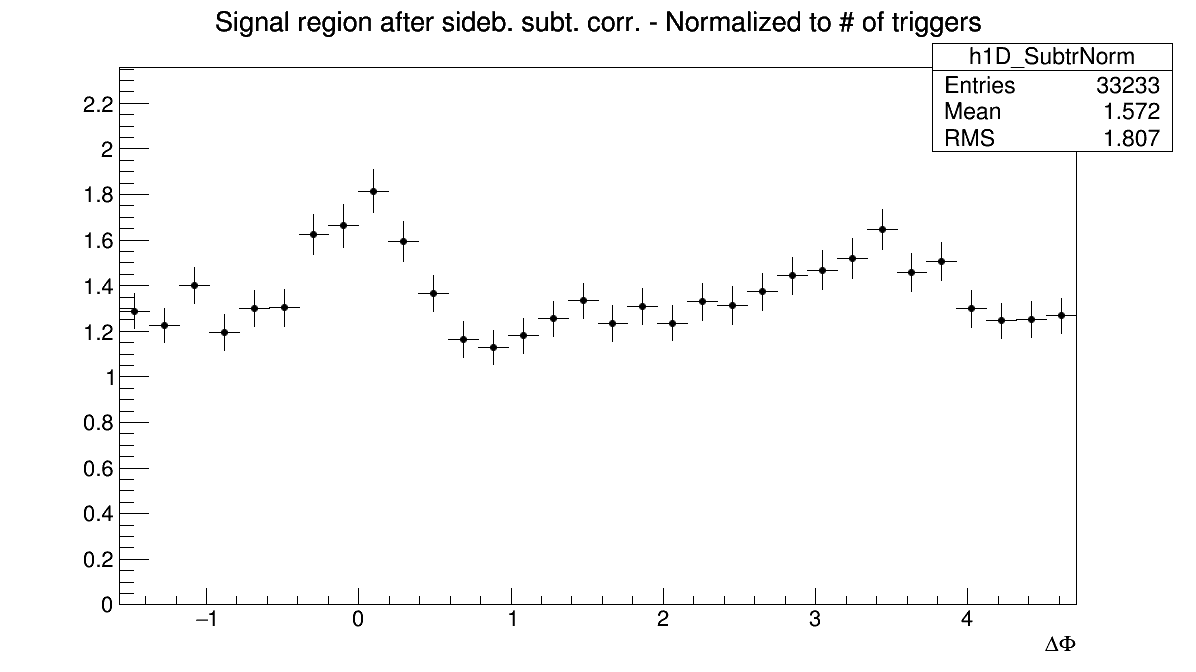 Signal region after sideb. subt. corr. - Normalized to # of triggers
h1D_SubtrNorm
Entries 33233
Mean 1.572
RMS 1.807
2.2
2
1.8
1.6
1.4
1.2
1
0.8
0.6
0.4
0.2
0
−1 0 1 2 3 4
ΔΦ